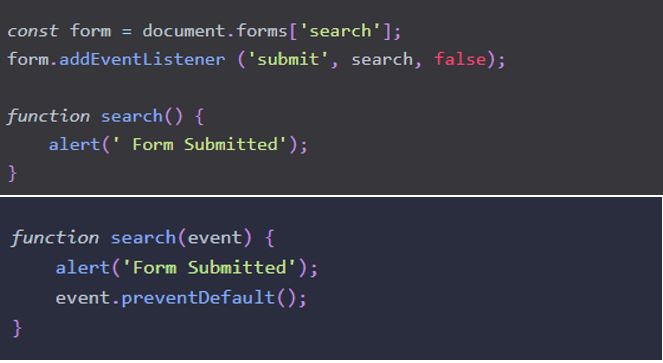 const form = document.forms['search'];
form.addEventListener ('submit', search, false);
function search() {
alert(' Form Submitted');
}
function search(event) {
alert('Form Submitted');
event.preventDefault();
}